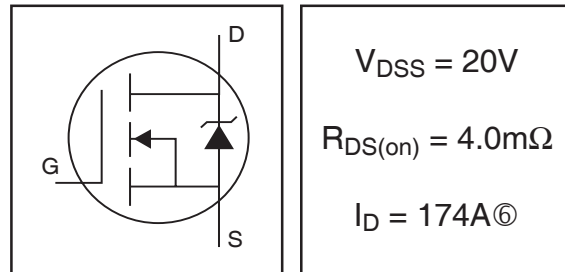 D
G
S
V_DSS = 20V
R_DS(on) = 4.0mΩ
I_D = 174A⑥